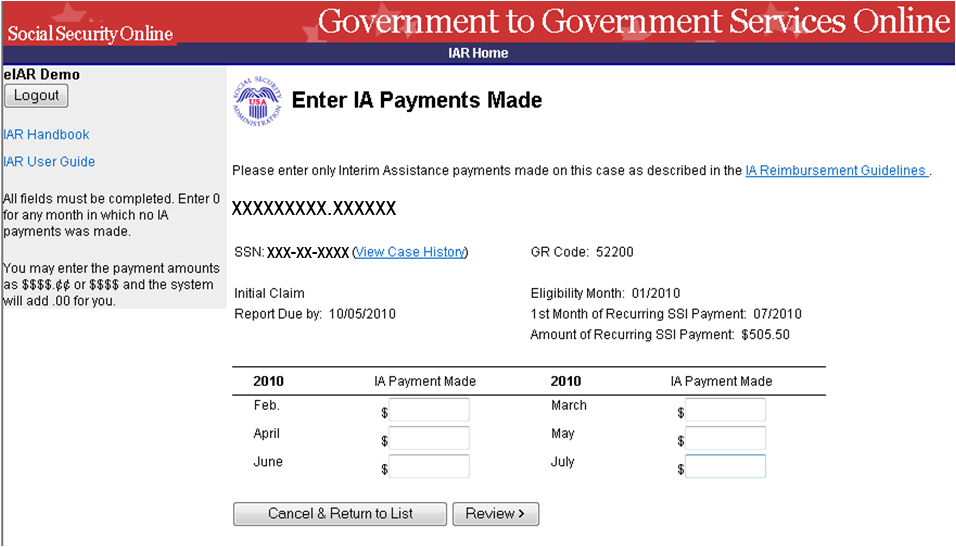 Social Security Online
Government to Government Services Online
IAR Home
eIAR Demo
Logout
IAR Handbook
IAR User Guide
All fields must be completed. Enter 0
for any month in which no IA
payments was made.
You may enter the payment amounts
as $$$$.¢¢ or $$$$ and the system
will add .00 for you.
SOCIAL SECURITY
USA
ADMINISTRATION
Enter IA Payments Made
Please enter only Interim Assistance payments made on this case as described in the IA Reimbursement Guidelines .
XXXXXXXXX.XXXXXX
SSN: XXX-XX-XXXX (View Case History)
GR Code: 52200
Initial Claim
Report Due by: 10/05/2010
Eligibility Month: 01/2010
1st Month of Recurring SSI Payment: 07/2010
Amount of Recurring SSI Payment: $505.50
2010 IA Payment Made 2010 IA Payment Made
Feb. $ March $
April $ May $
June $ July $
Cancel & Return to List Review >